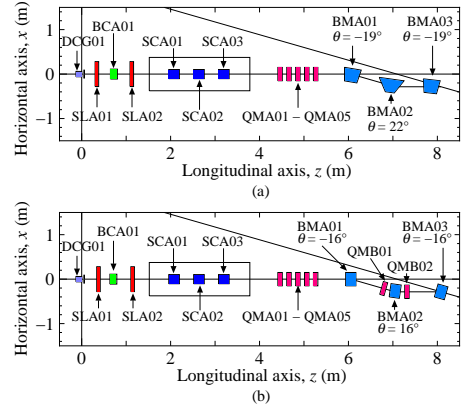 Horizontal axis, x (m)
1
0
−1
DCG01
BCA01
SCA01
SCA03
BMA01
θ = −19°
BMA03
θ = −19°
SLA01
SLA02
SCA02
QMA01 − QMA05
BMA02
θ = 22°
0 2 4 6 8
Longitudinal axis, z (m)
(a)
Horizontal axis, x (m)
1
0
−1
DCG01
BCA01
SCA01
SCA03
BMA01
θ = −16°
QMB01
QMB02
BMA03
θ = −16°
SLA01
SLA02
SCA02
QMA01 − QMA05
BMA02
θ = 16°
0 2 4 6 8
Longitudinal axis, z (m)
(b)